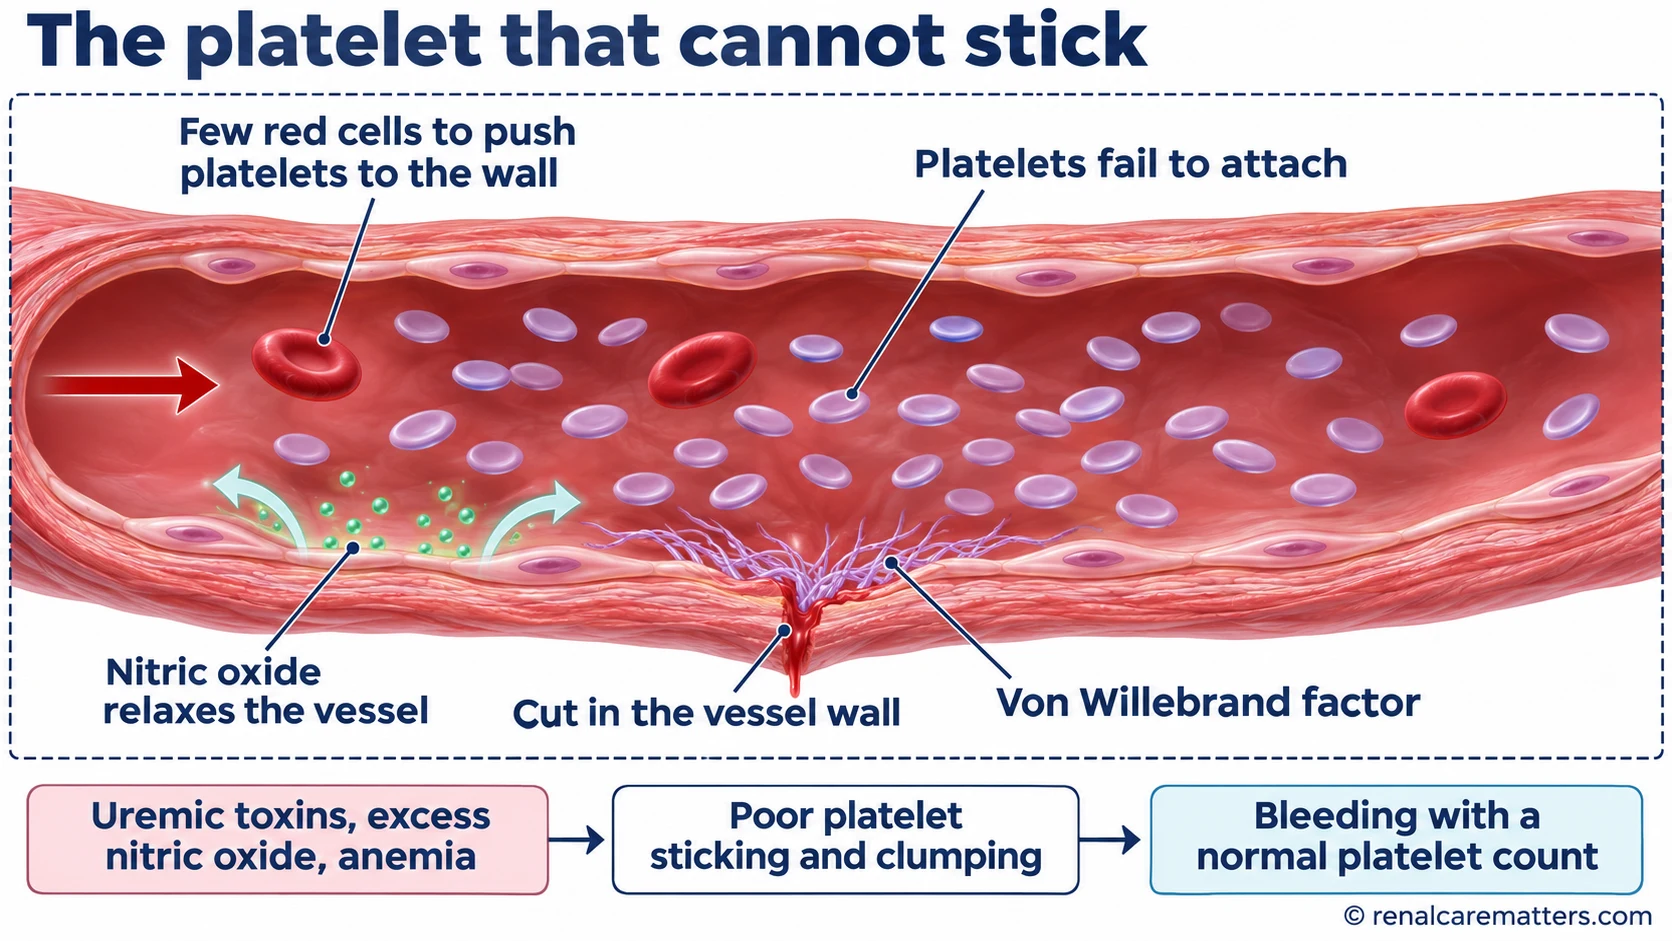 The platelet that cannot stick
Few red cells to push
platelets to the wall
Platelets fail to attach
Nitric oxide
relaxes the vessel
Cut in the vessel wall
Von Willebrand factor
Uremic toxins, excess
nitric oxide, anemia
Poor platelet
sticking and clumping
Bleeding with a
normal platelet count
© renalcarematters.com